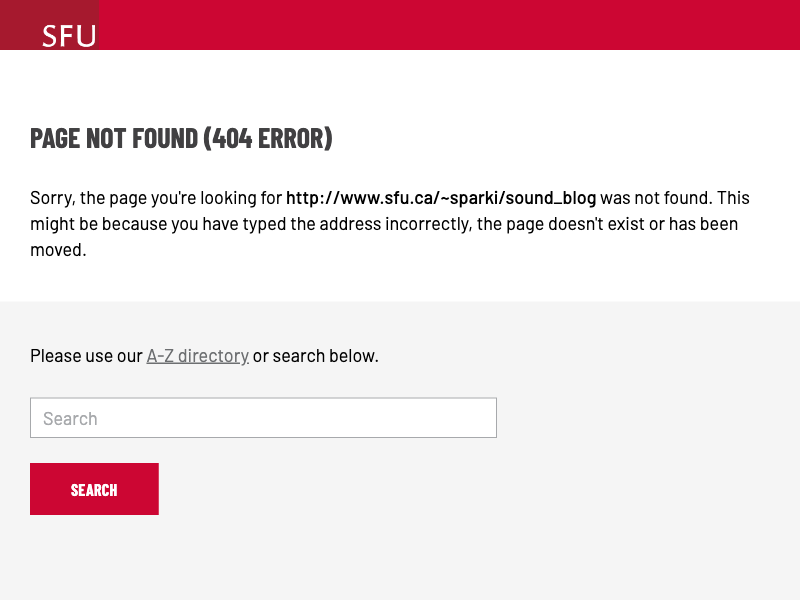 SFU
PAGE NOT FOUND (404 ERROR)
Sorry, the page you're looking for http://www.sfu.ca/~sparki/sound_blog was not found. This
might be because you have typed the address incorrectly, the page doesn't exist or has been
moved.
Please use our A-Z directory or search below.
Search
SEARCH